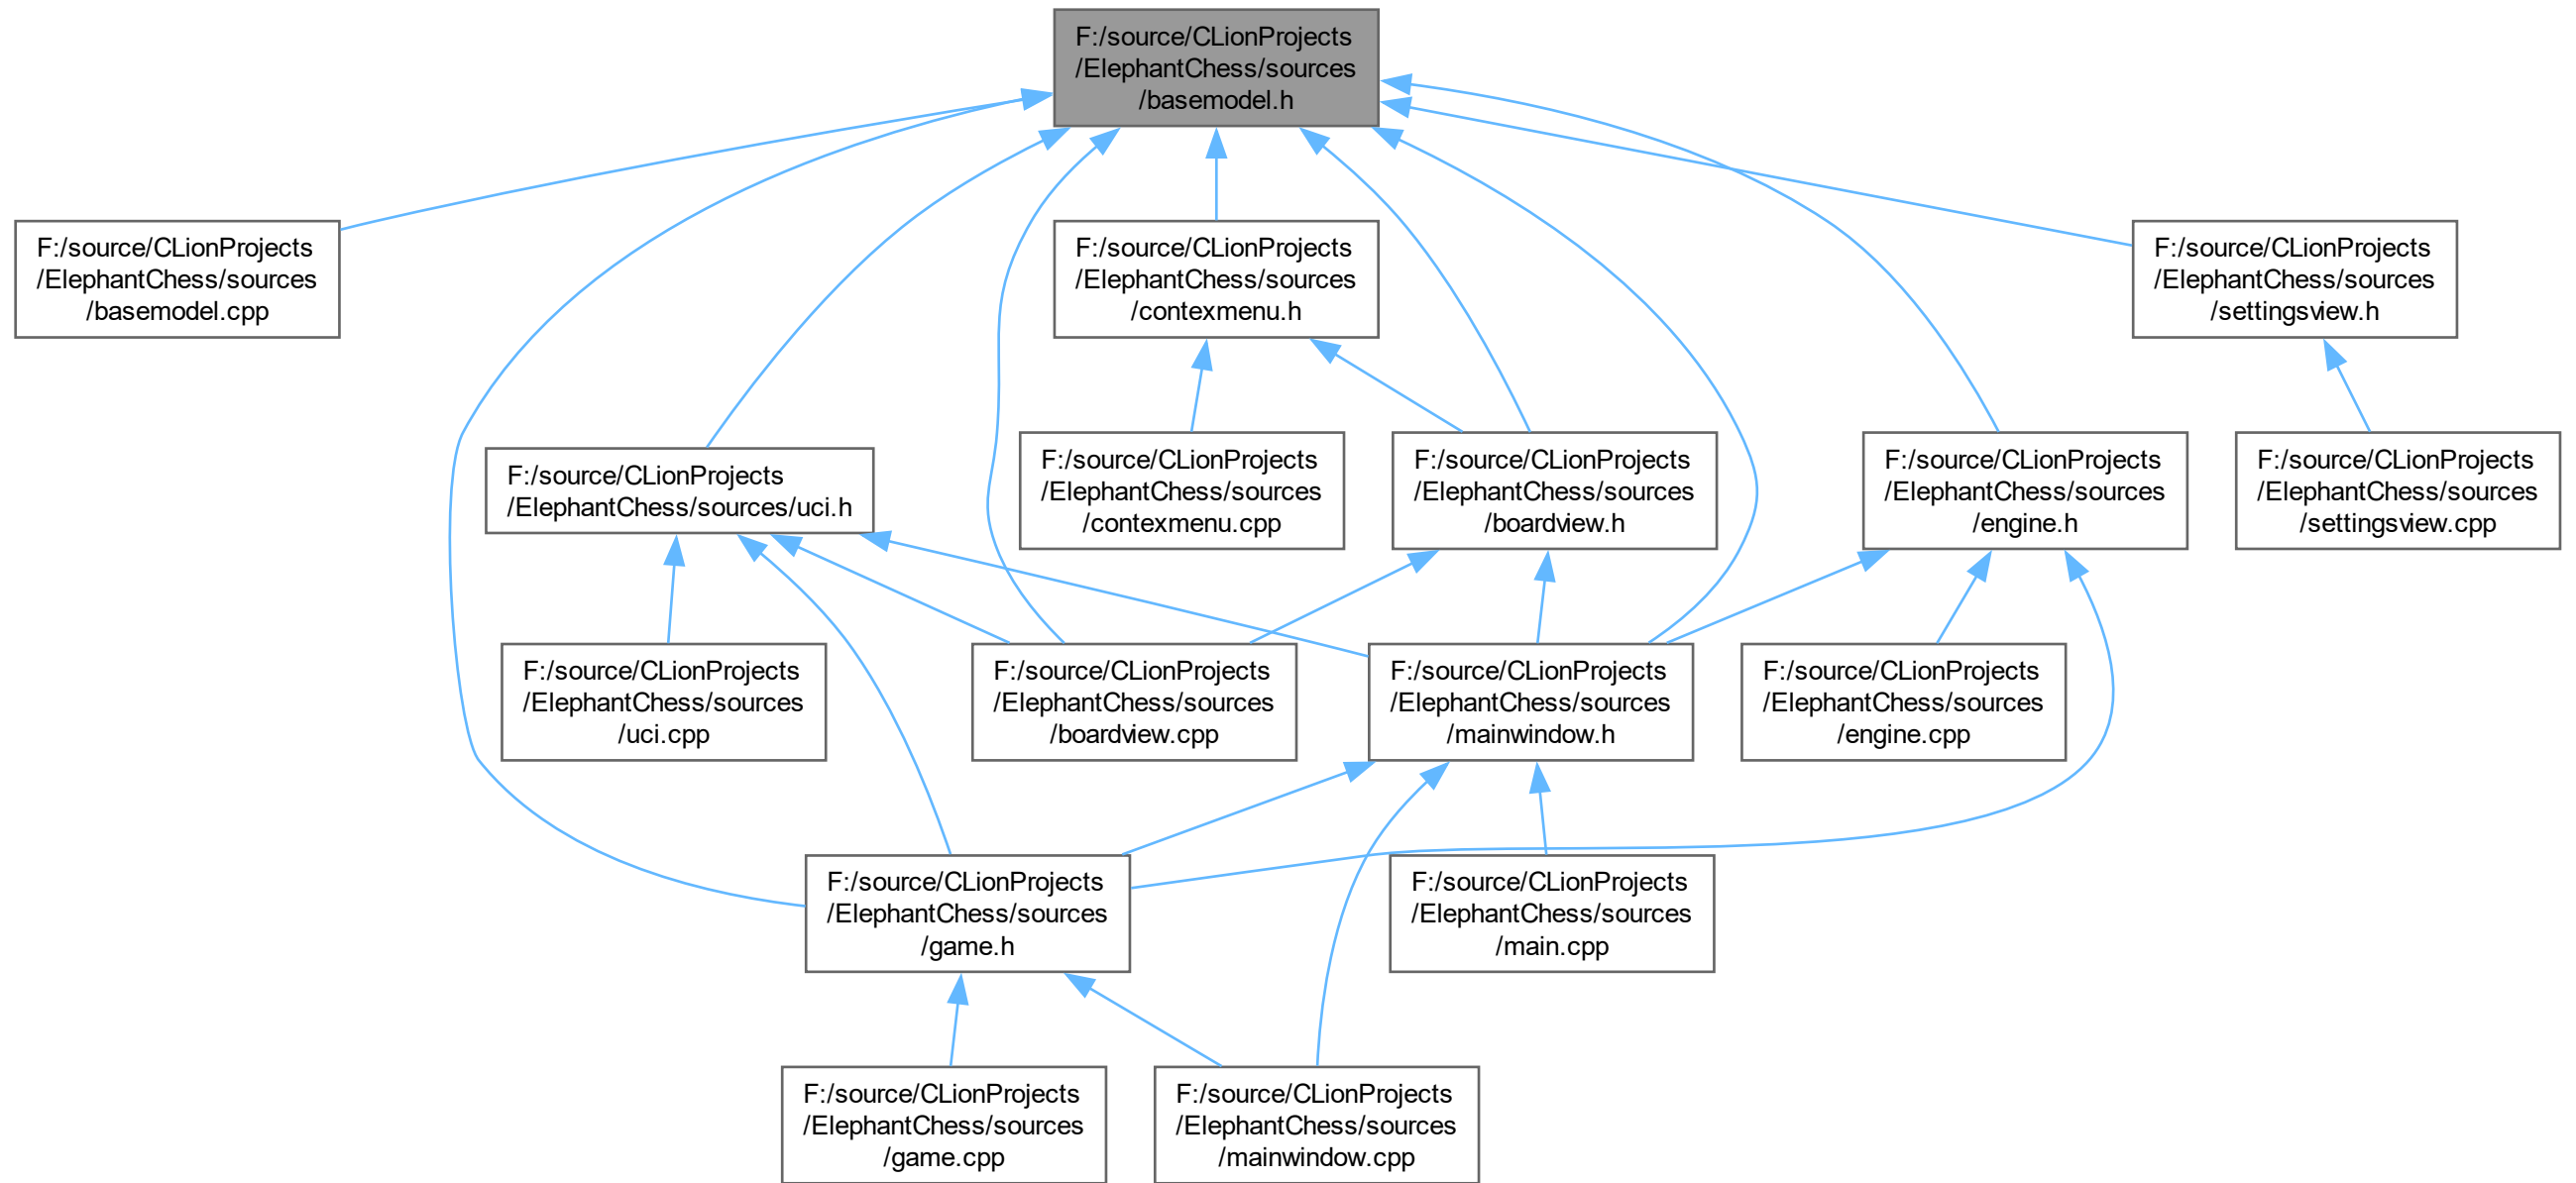 F:/source/CLionProjects
/ElephantChess/sources
/basemodel.h
F:/source/CLionProjects
/ElephantChess/sources
/basemodel.cpp
F:/source/CLionProjects
/ElephantChess/sources
/contexmenu.h
F:/source/CLionProjects
/ElephantChess/sources
/settingsview.h
F:/source/CLionProjects
/ElephantChess/sources/uci.h
F:/source/CLionProjects
/ElephantChess/sources
/contexmenu.cpp
F:/source/CLionProjects
/ElephantChess/sources
/boardview.h
F:/source/CLionProjects
/ElephantChess/sources
/engine.h
F:/source/CLionProjects
/ElephantChess/sources
/settingsview.cpp
F:/source/CLionProjects
/ElephantChess/sources
/uci.cpp
F:/source/CLionProjects
/ElephantChess/sources
/boardview.cpp
F:/source/CLionProjects
/ElephantChess/sources
/mainwindow.h
F:/source/CLionProjects
/ElephantChess/sources
/engine.cpp
F:/source/CLionProjects
/ElephantChess/sources
/game.h
F:/source/CLionProjects
/ElephantChess/sources
/main.cpp
F:/source/CLionProjects
/ElephantChess/sources
/game.cpp
F:/source/CLionProjects
/ElephantChess/sources
/mainwindow.cpp